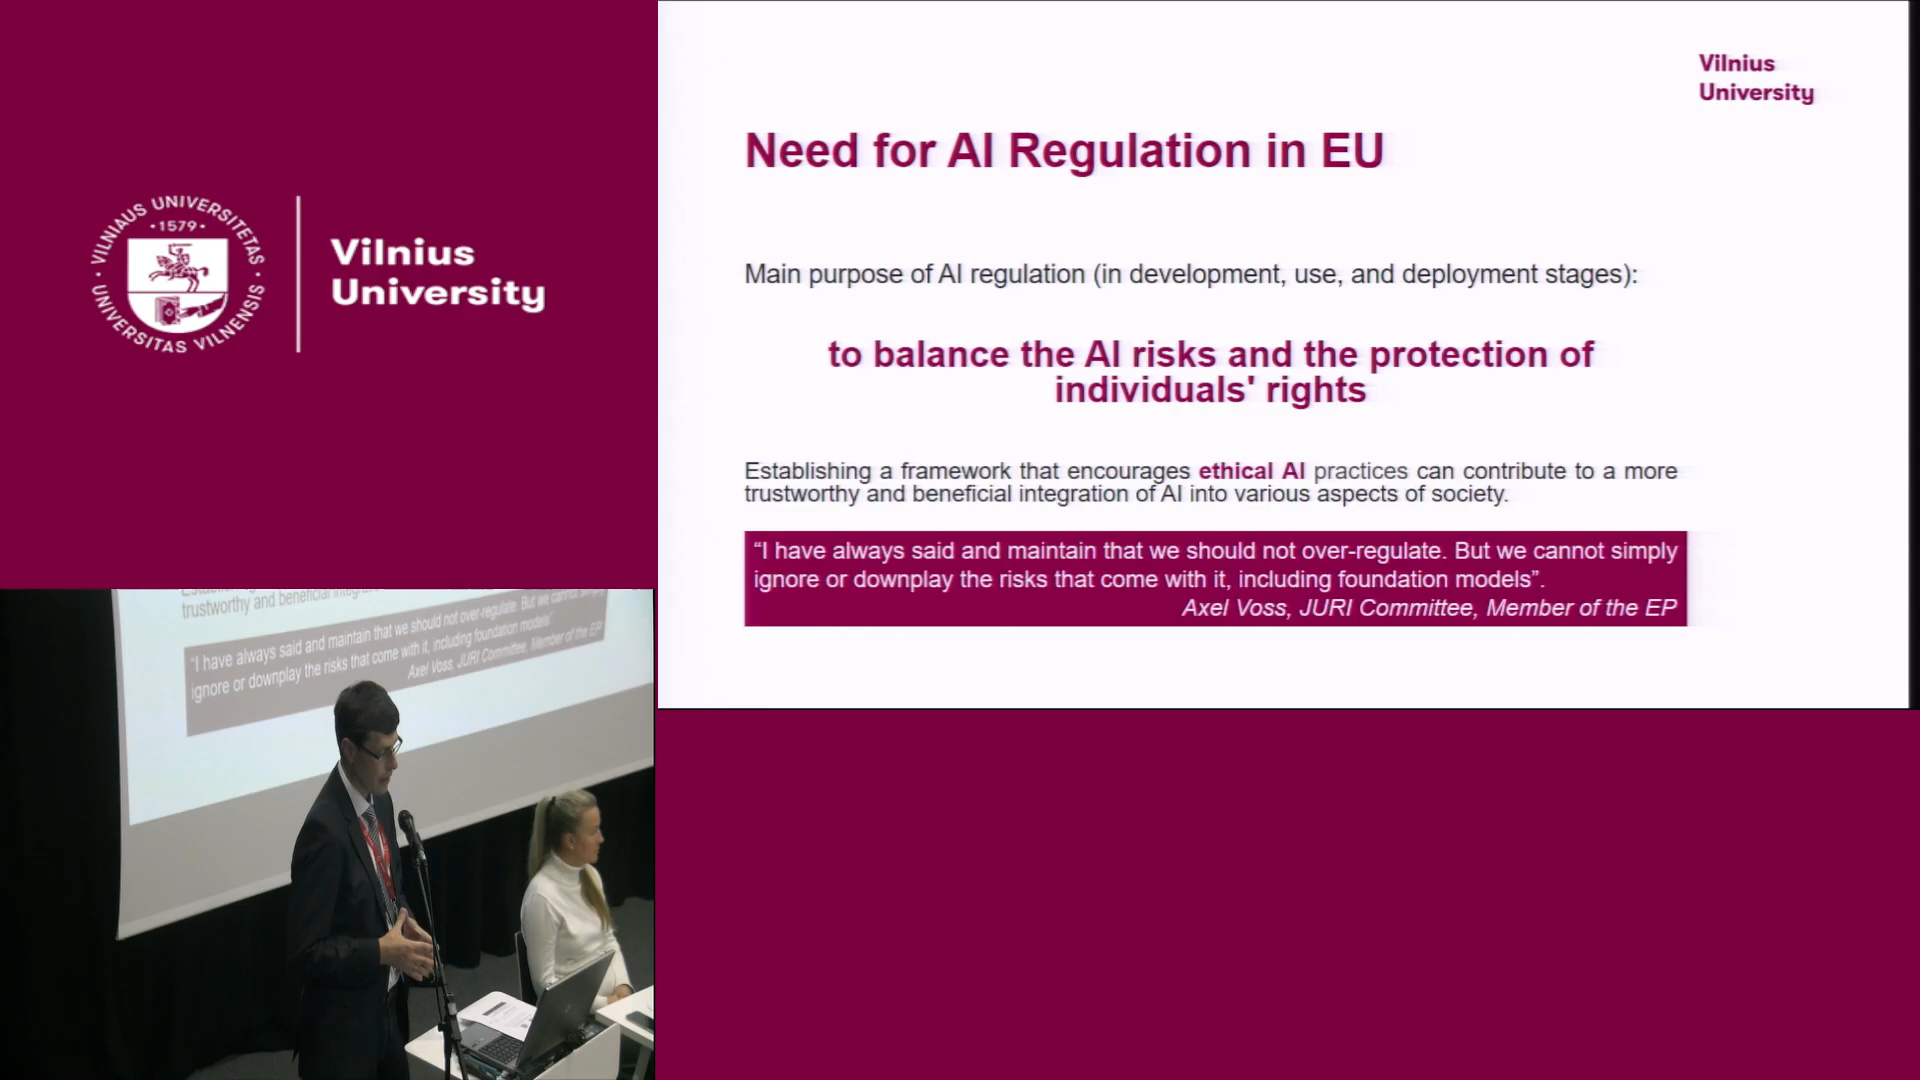 VILNIAUS UNIVERSITETAS
1579
UNIVERSITAS VILNENSIS
Vilnius
University
Vilnius
University
Need for AI Regulation in EU
Main purpose of AI regulation (in development, use, and deployment stages):
to balance the AI risks and the protection of
individuals' rights
Establishing a framework that encourages ethical AI practices can contribute to a more
trustworthy and beneficial integration of AI into various aspects of society.
“I have always said and maintain that we should not over-regulate. But we cannot simply
ignore or downplay the risks that come with it, including foundation models”.
Axel Voss, JURI Committee, Member of the EP
trustworthy and beneficial
“I have always said and maintain that we should not over-regulate. But we cannot simply
ignore or downplay the risks that come with it, including foundation models”
Axel Voss, JURI Committee, Member of the EP